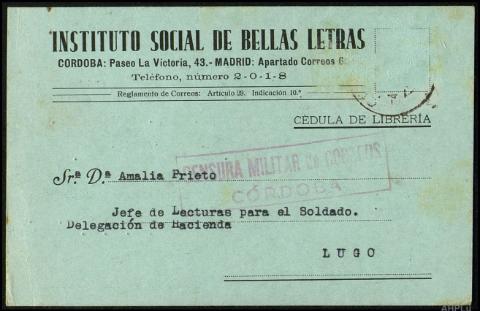 INSTITUTO SOCIAL DE BELLAS LETRAS
CORDOBA: Paseo La Victoria, 43.- MADRID: Apartado Correos
Teléfono, número 2-0-1-8
Reglamento de Correos: Artículo 29. Indicación 10.ª
CÉDULA DE LIBRERÍA
CENSURA MILITAR DE CORREOS
CÓRDOBA
Sr.ª D.ª Amalia Prieto
Jefe de Lecturas para el Soldado.
Delegación de Hacienda
LUGO
AHPLU